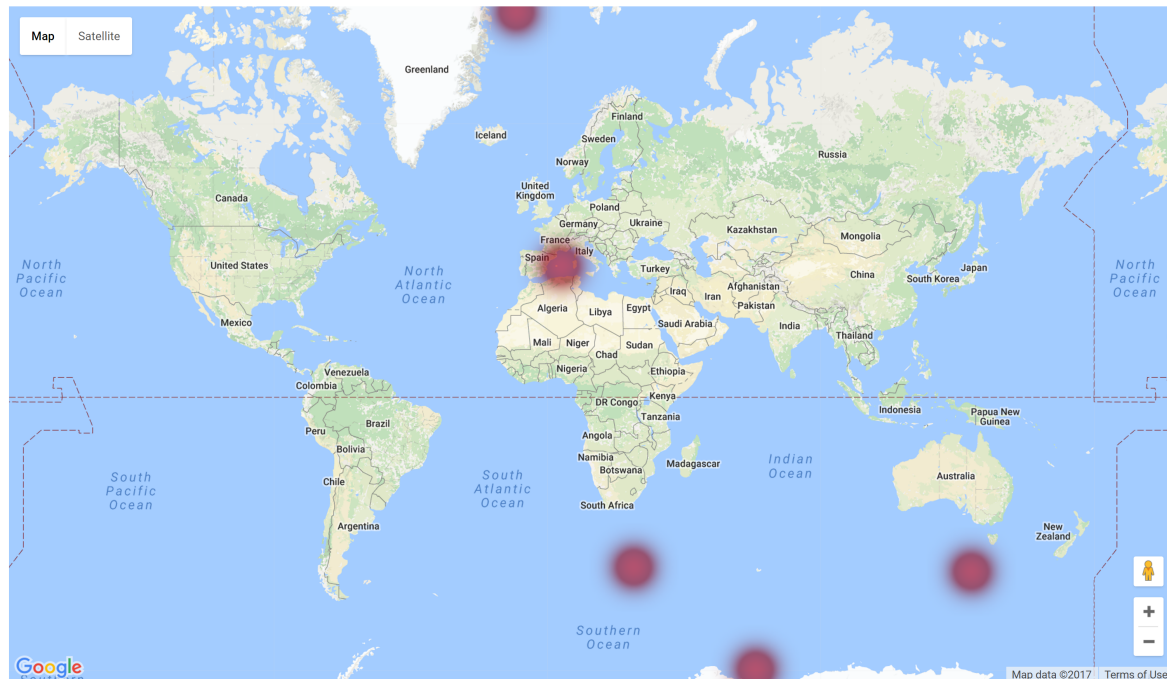 Map
Satellite
Greenland
Iceland
Finland
Sweden
Norway
Russia
United
Kingdom
Canada
Poland
Germany
Ukraine
Kazakhstan
Mongolia
France
Italy
Spain
North
Pacific
Ocean
United States
North
Atlantic
Ocean
Turkey
China
Japan
South Korea
North
Pacific
Ocean
Afghanistan
Iraq
Iran
Pakistan
Algeria
Libya
Egypt
Saudi Arabia
India
Mexico
Thailand
Mali
Niger
Sudan
Chad
Nigeria
Ethiopia
Venezuela
Colombia
Kenya
DR Congo
Indonesia
Papua New
Guinea
Tanzania
Brazil
Peru
Angola
Bolivia
Namibia
Botswana
Madagascar
Indian
Ocean
Chile
South
Pacific
Ocean
South
Atlantic
Ocean
Australia
South Africa
Argentina
New
Zealand
Southern
Ocean
Google
Southern
Map data ©2017
Terms of Use